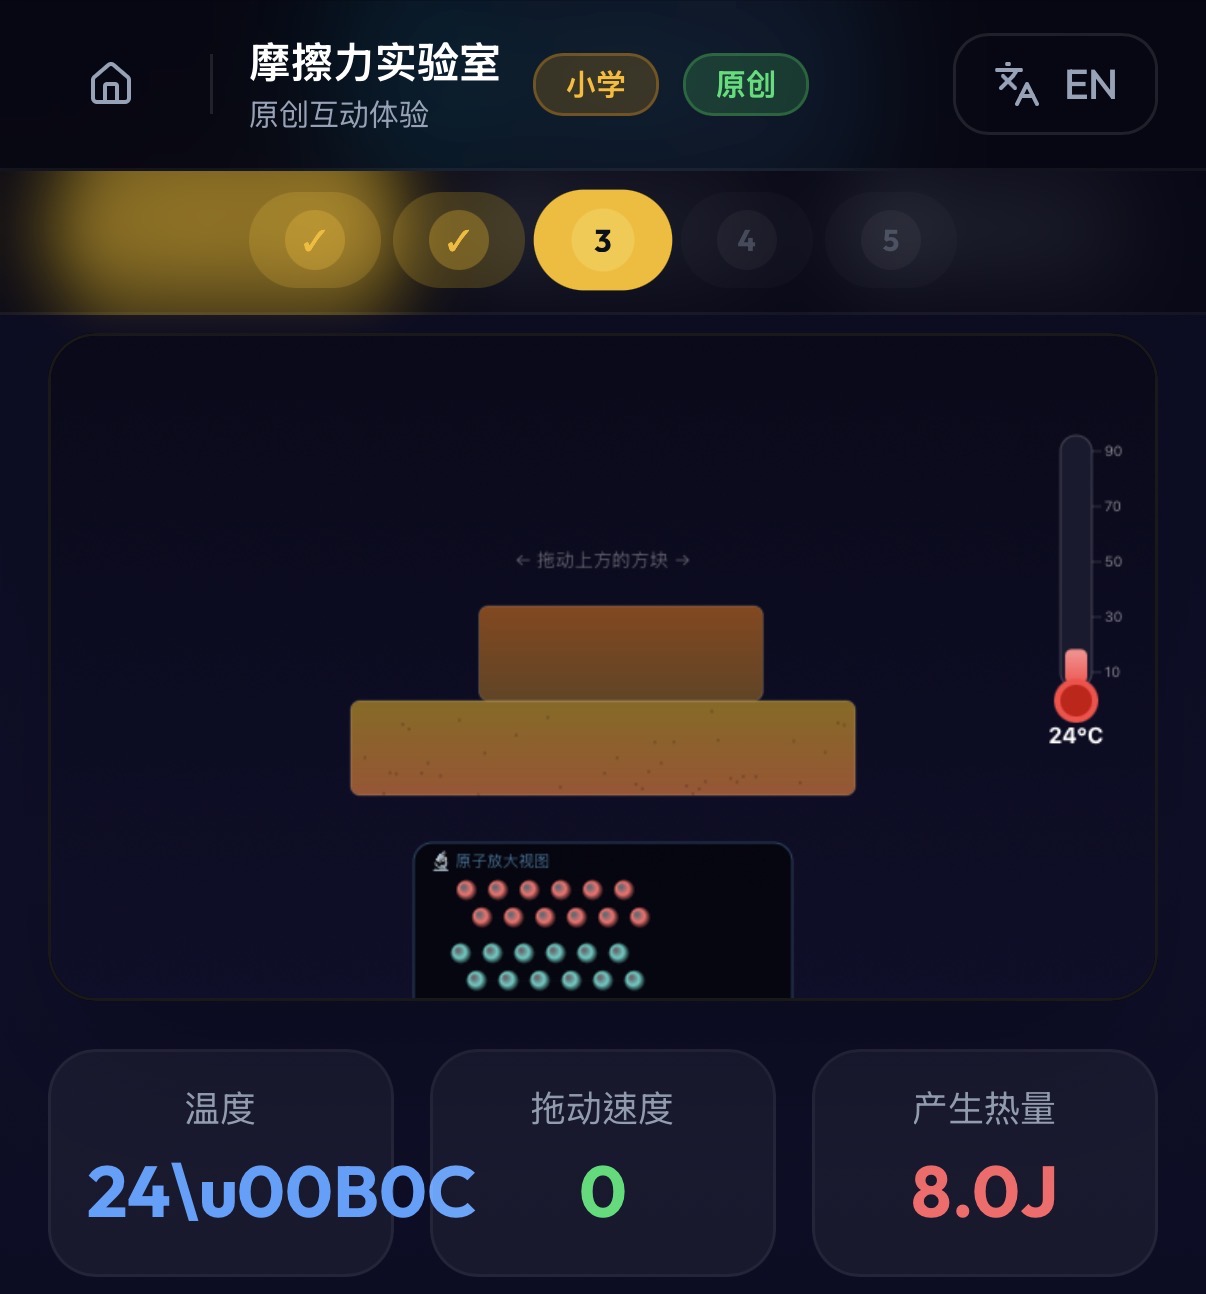 摩擦力实验室
原创互动体验
小学
原创
EN
✓ ✓ 3 4 5
90
70
50
← 拖动上方的方块 →
30
10
24°C
原子放大视图
温度
24\u00B0C
拖动速度
0
产生热量
8.0J